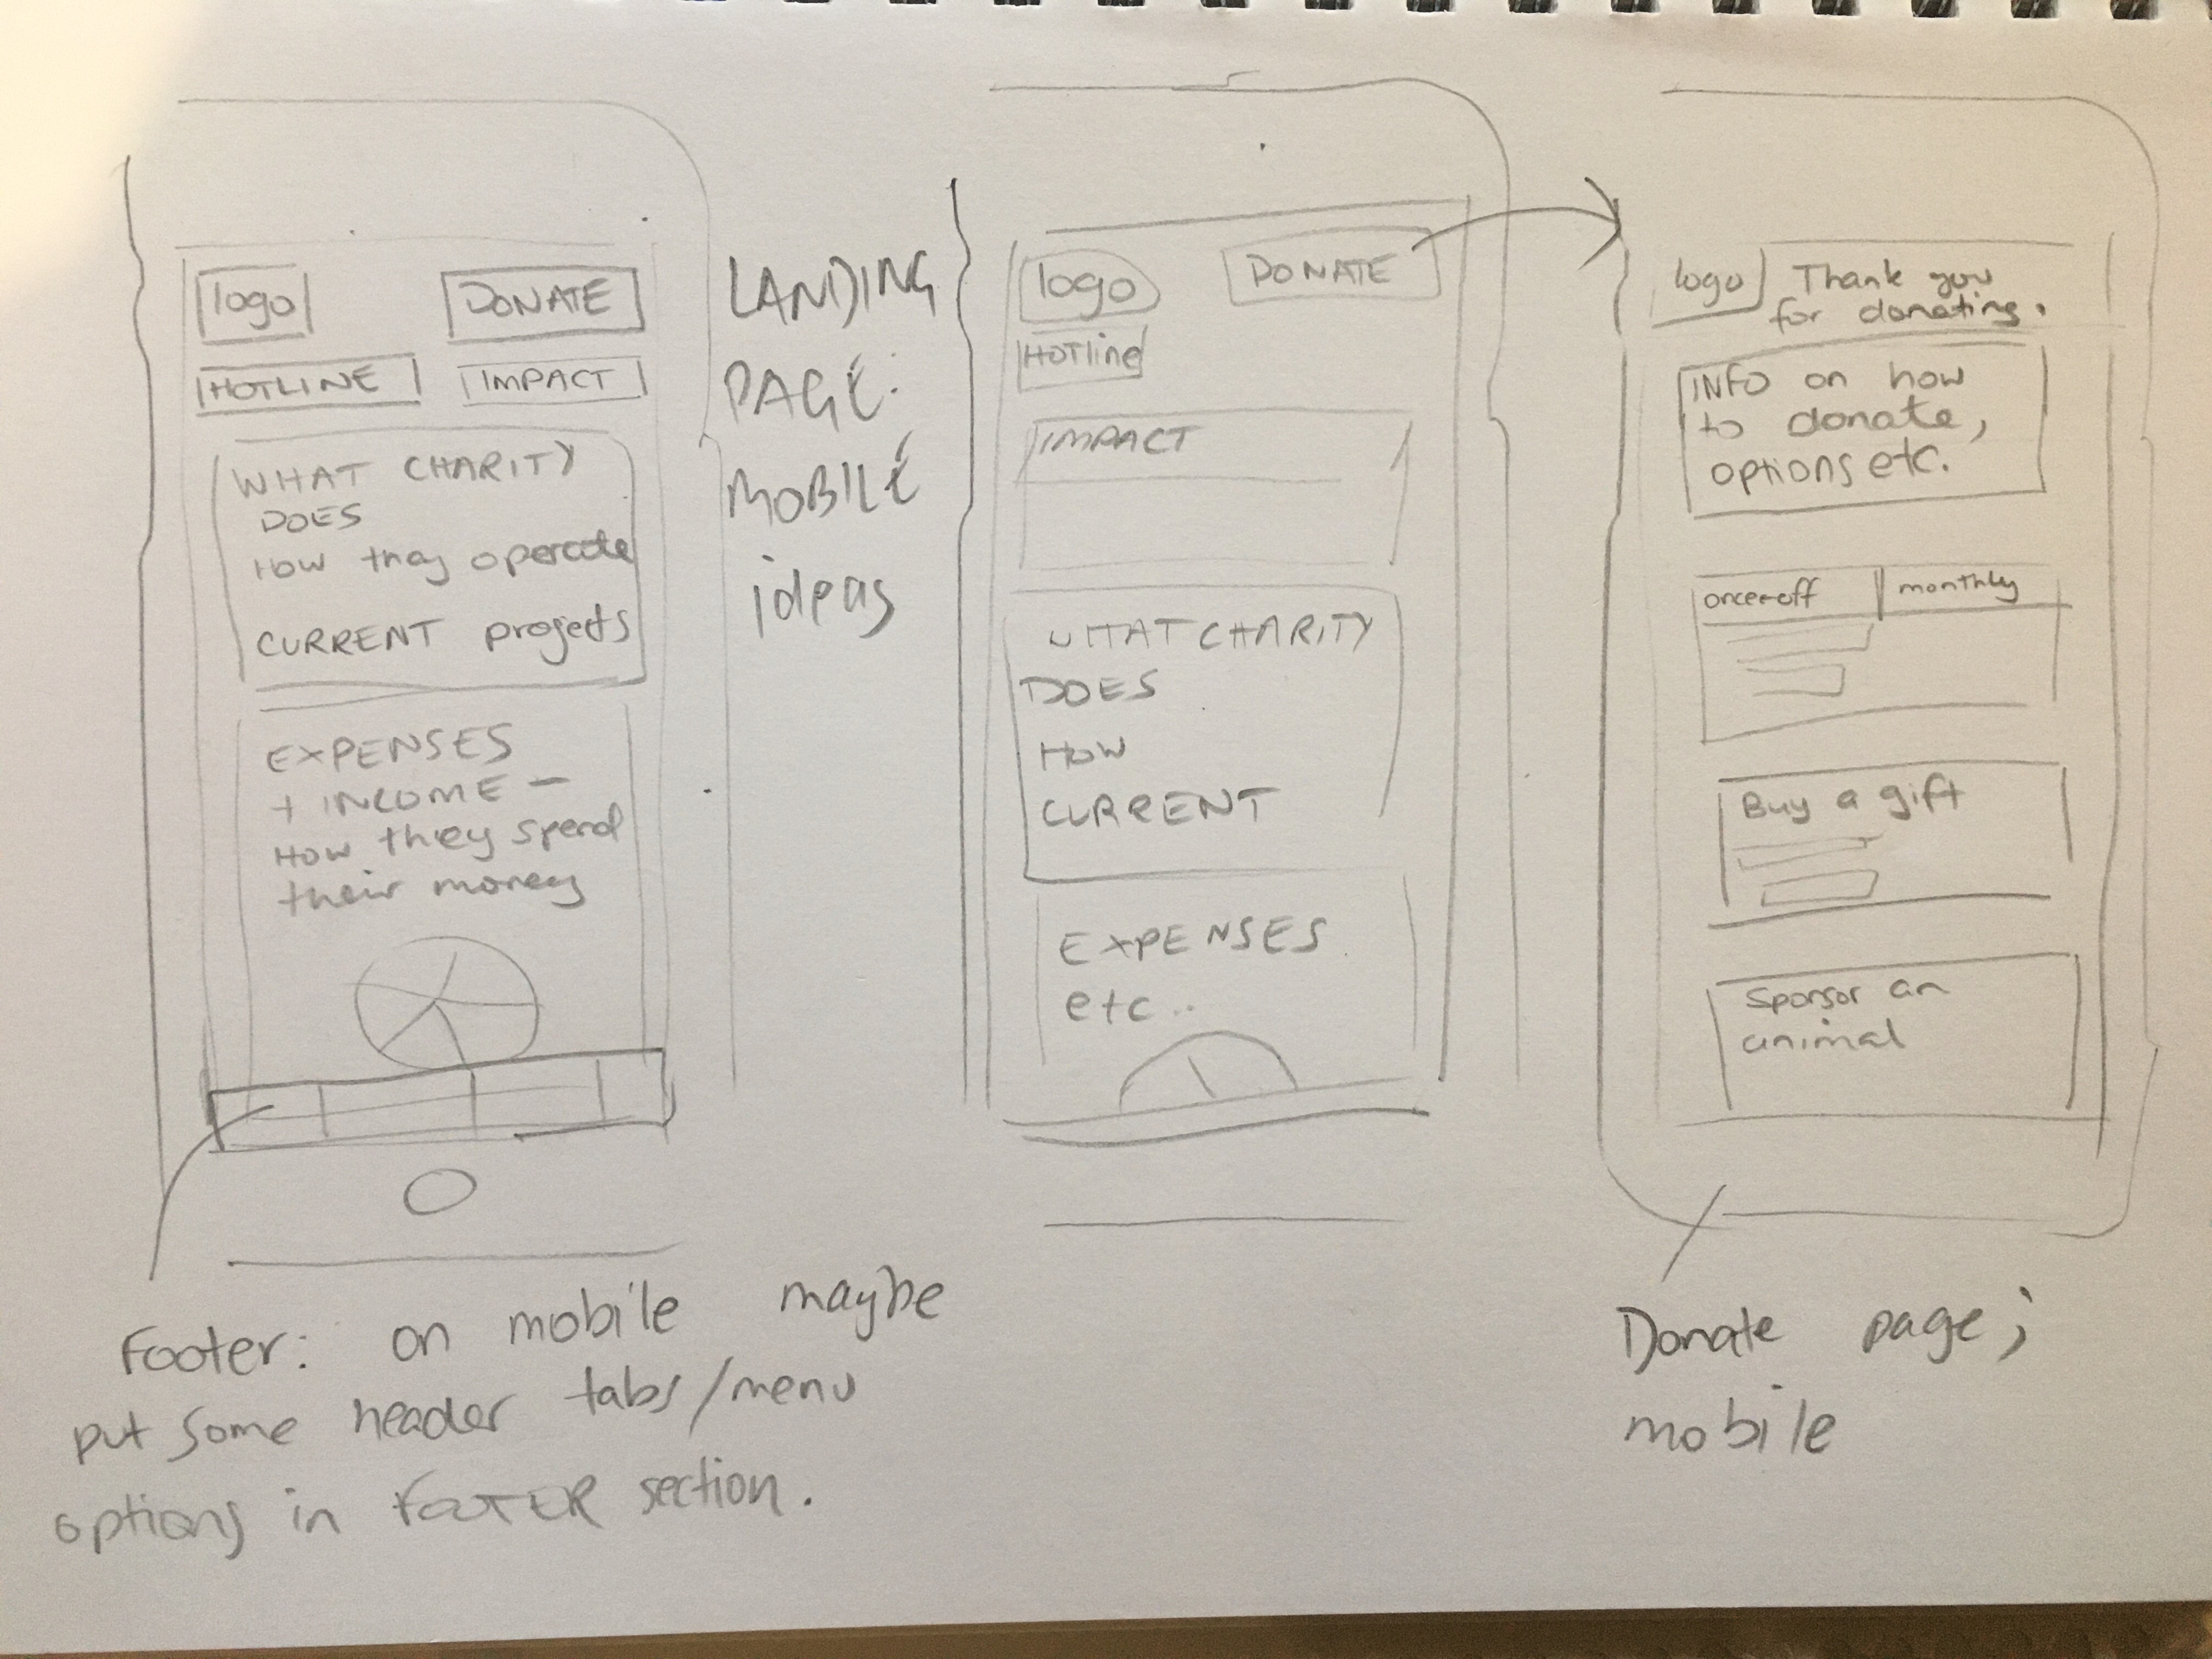 logo
DONATE
HOTLINE
IMPACT
WHAT CHARITY
DOES
How they operate
CURRENT projects
EXPENSES
+ INCOME -
How they spend
their money
LANDING
PAGE:
MOBILE
ideas
logo
DONATE
HOTline
IMPACT
WHAT CHARITY
DOES
HOW
CURRENT
EXPENSES
etc..
logo
Thank you
for donating.
INFO on how
to donate,
options etc.
once-off
monthly
Buy a gift
Sponsor an
animal
Footer: on mobile maybe
put some header tabs/menu
options in FOOTER section.
Donate page;
mobile